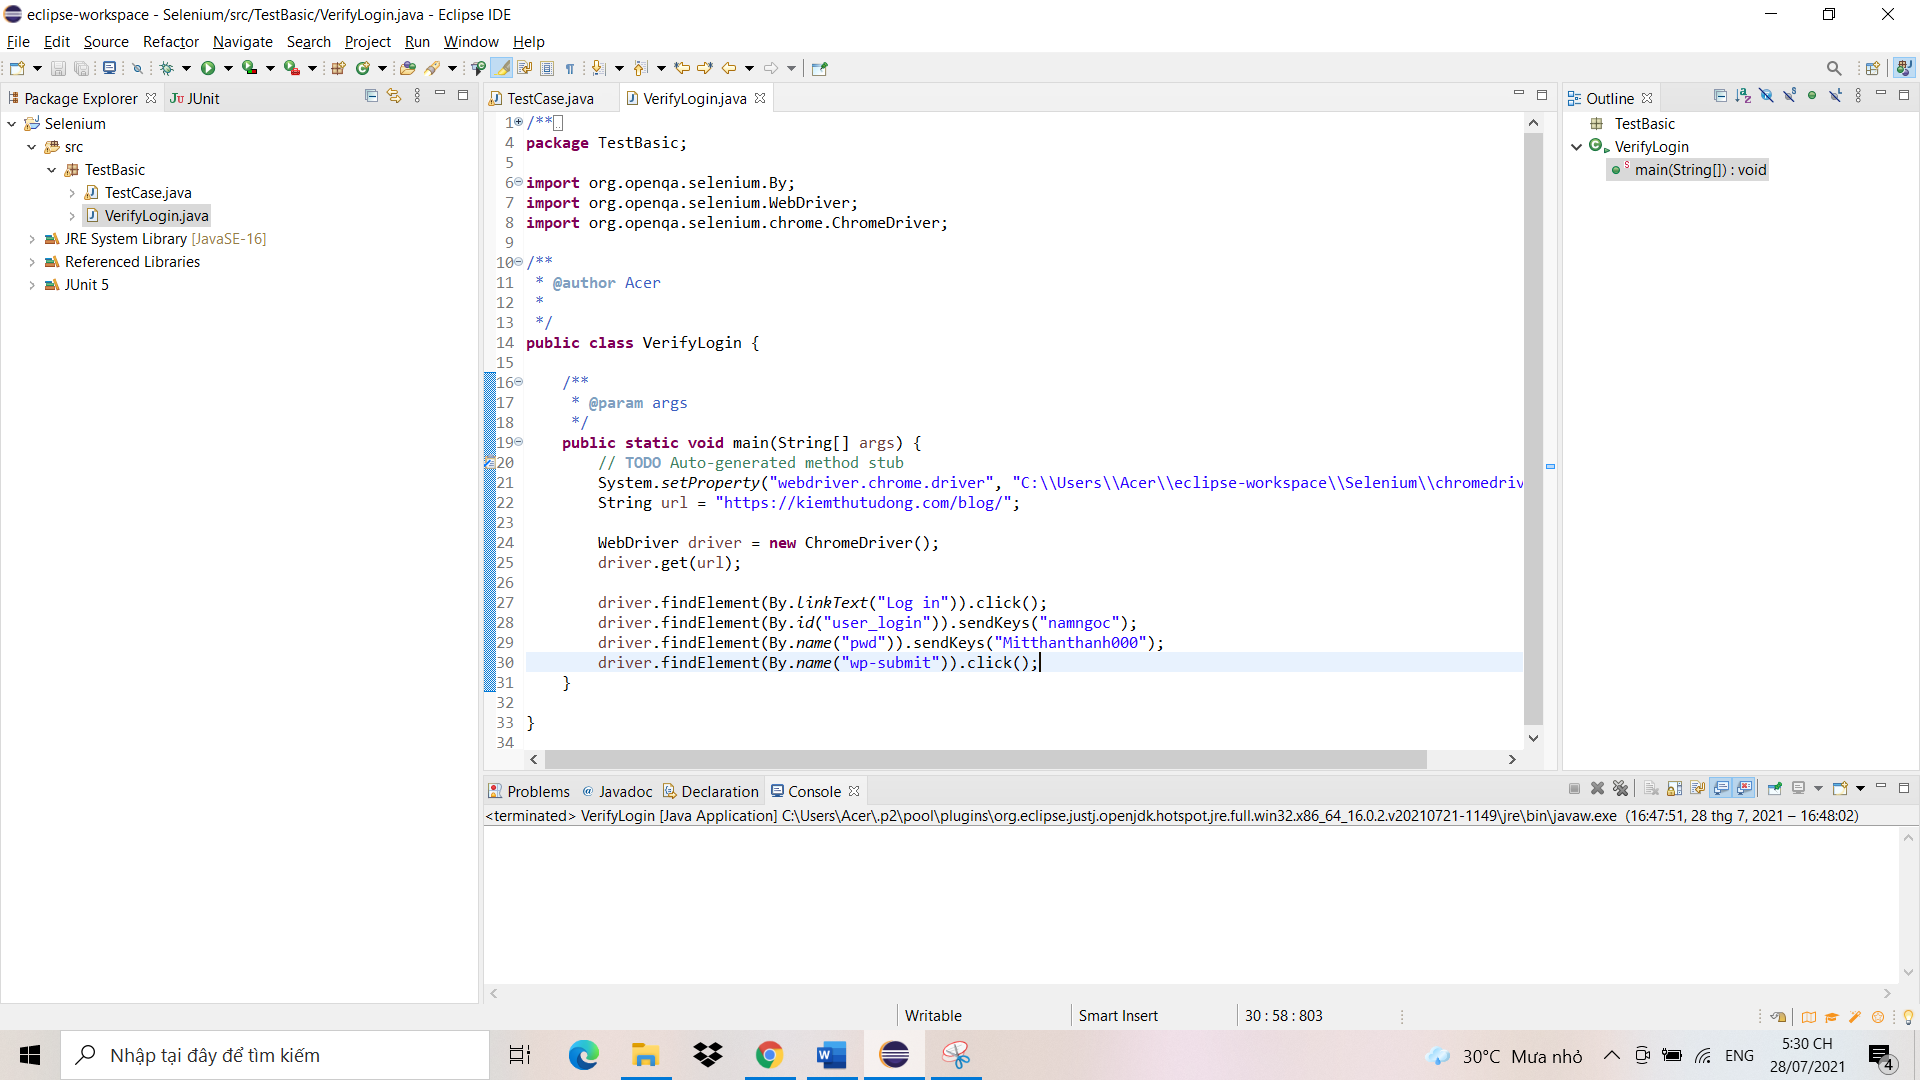 eclipse-workspace - Selenium/src/TestBasic/VerifyLogin.java - Eclipse IDE
File Edit Source Refactor Navigate Search Project Run Window Help
Package Explorer
JUnit
Selenium
src
TestBasic
TestCase.java
VerifyLogin.java
JRE System Library [JavaSE-16]
Referenced Libraries
JUnit 5
TestCase.java
VerifyLogin.java
1 /**
4 package TestBasic;
5
6 import org.openqa.selenium.By;
7 import org.openqa.selenium.WebDriver;
8 import org.openqa.selenium.chrome.ChromeDriver;
9
10 /**
11  * @author Acer
12  *
13  */
14 public class VerifyLogin {
15
16     /**
17      * @param args
18      */
19     public static void main(String[] args) {
20         // TODO Auto-generated method stub
21         System.setProperty("webdriver.chrome.driver", "C:\\Users\\Acer\\eclipse-workspace\\Selenium\\chromedriv
22         String url = "https://kiemthutudong.com/blog/";
23
24         WebDriver driver = new ChromeDriver();
25         driver.get(url);
26
27         driver.findElement(By.linkText("Log in")).click();
28         driver.findElement(By.id("user_login")).sendKeys("namngoc");
29         driver.findElement(By.name("pwd")).sendKeys("Mitthanthanh000");
30         driver.findElement(By.name("wp-submit")).click();
31     }
32
33 }
34
Outline
TestBasic
VerifyLogin
main(String[]) : void
Problems @ Javadoc Declaration Console
<terminated> VerifyLogin [Java Application] C:\Users\Acer\.p2\pool\plugins\org.eclipse.justj.openjdk.hotspot.jre.full.win32.x86_64_16.0.2.v20210721-1149\jre\bin\javaw.exe (16:47:51, 28 thg 7, 2021 – 16:48:02)
Writable
Smart Insert
30 : 58 : 803
Nhập tại đây để tìm kiếm
30°C Mưa nhỏ
ENG
5:30 CH
28/07/2021
4